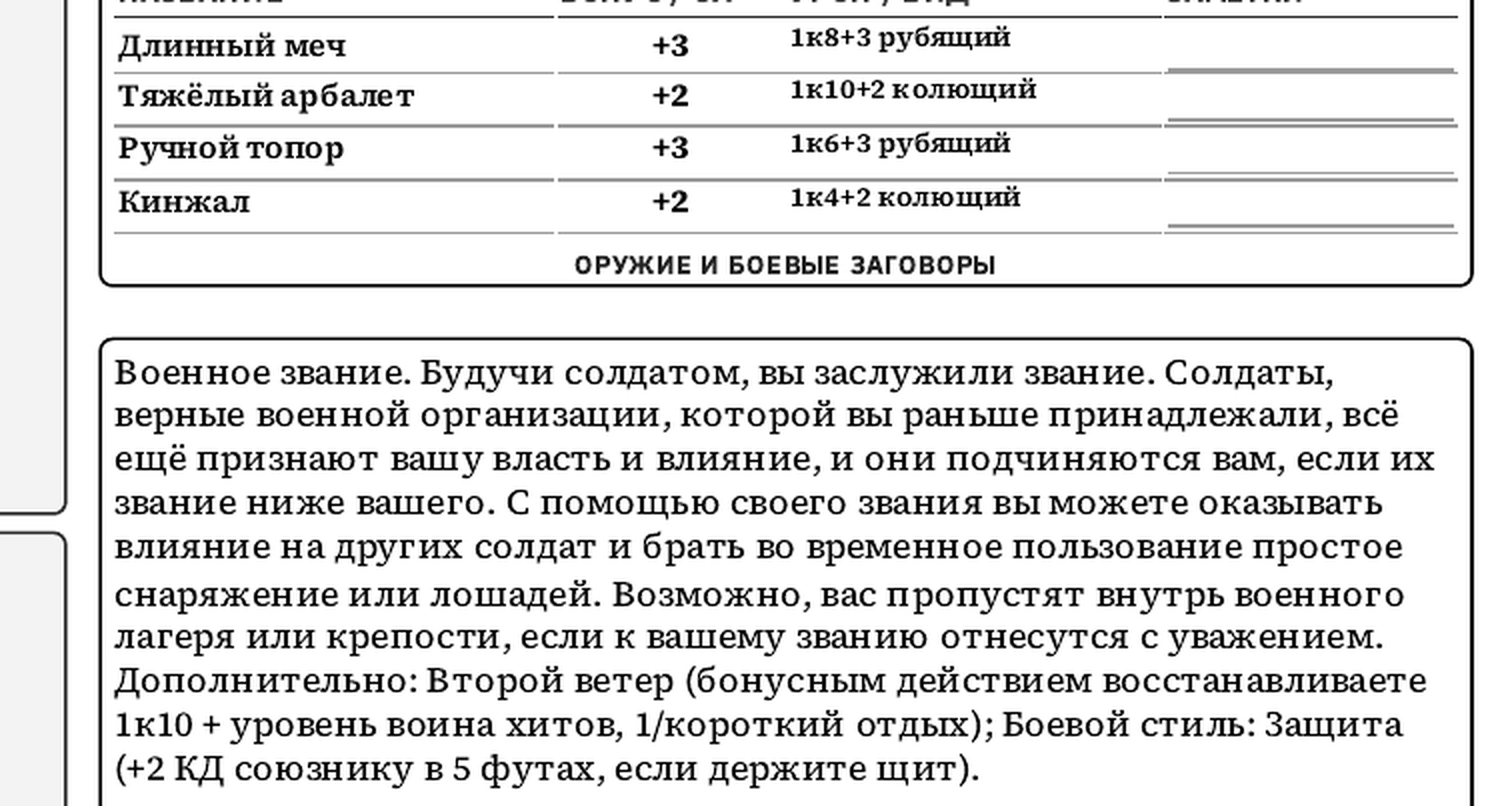 Длинный меч +3 1к8+3 рубящий
Тяжёлый арбалет +2 1к10+2 колющий
Ручной топор +3 1к6+3 рубящий
Кинжал +2 1к4+2 колющий
ОРУЖИЕ И БОЕВЫЕ ЗАГОВОРЫ
Военное звание. Будучи солдатом, вы заслужили звание. Солдаты,
верные военной организации, которой вы раньше принадлежали, всё
ещё признают вашу власть и влияние, и они подчиняются вам, если их
звание ниже вашего. С помощью своего звания вы можете оказывать
влияние на других солдат и брать во временное пользование простое
снаряжение или лошадей. Возможно, вас пропустят внутрь военного
лагеря или крепости, если к вашему званию отнесутся с уважением.
Дополнительно: Второй ветер (бонусным действием восстанавливаете
1к10 + уровень воина хитов, 1/короткий отдых); Боевой стиль: Защита
(+2 КД союзнику в 5 футах, если держите щит).